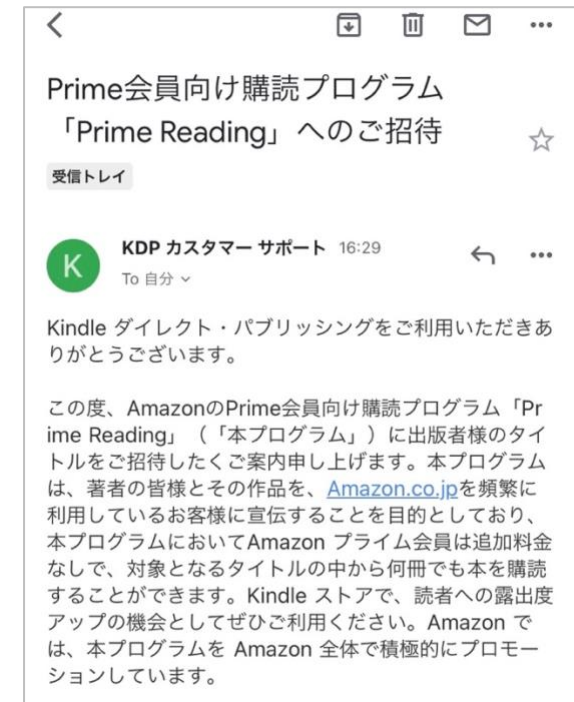 Prime会員向け購読プログラム
「Prime Reading」へのご招待
受信トレイ
K
KDP カスタマー サポート 16:29
To 自分
Kindle ダイレクト・パブリッシングをご利用いただきあ
りがとうございます。
この度、AmazonのPrime会員向け購読プログラム「Pr
ime Reading」（「本プログラム」）に出版者様のタイ
トルをご招待したくご案内申し上げます。本プログラム
は、著者の皆様とその作品を、Amazon.co.jpを頻繁に
利用しているお客様に宣伝することを目的としており、
本プログラムにおいてAmazon プライム会員は追加料金
なしで、対象となるタイトルの中から何冊でも本を購読
することができます。Kindle ストアで、読者への露出度
アップの機会としてぜひご利用ください。Amazon で
は、本プログラムを Amazon 全体で積極的にプロモー
ションしています。